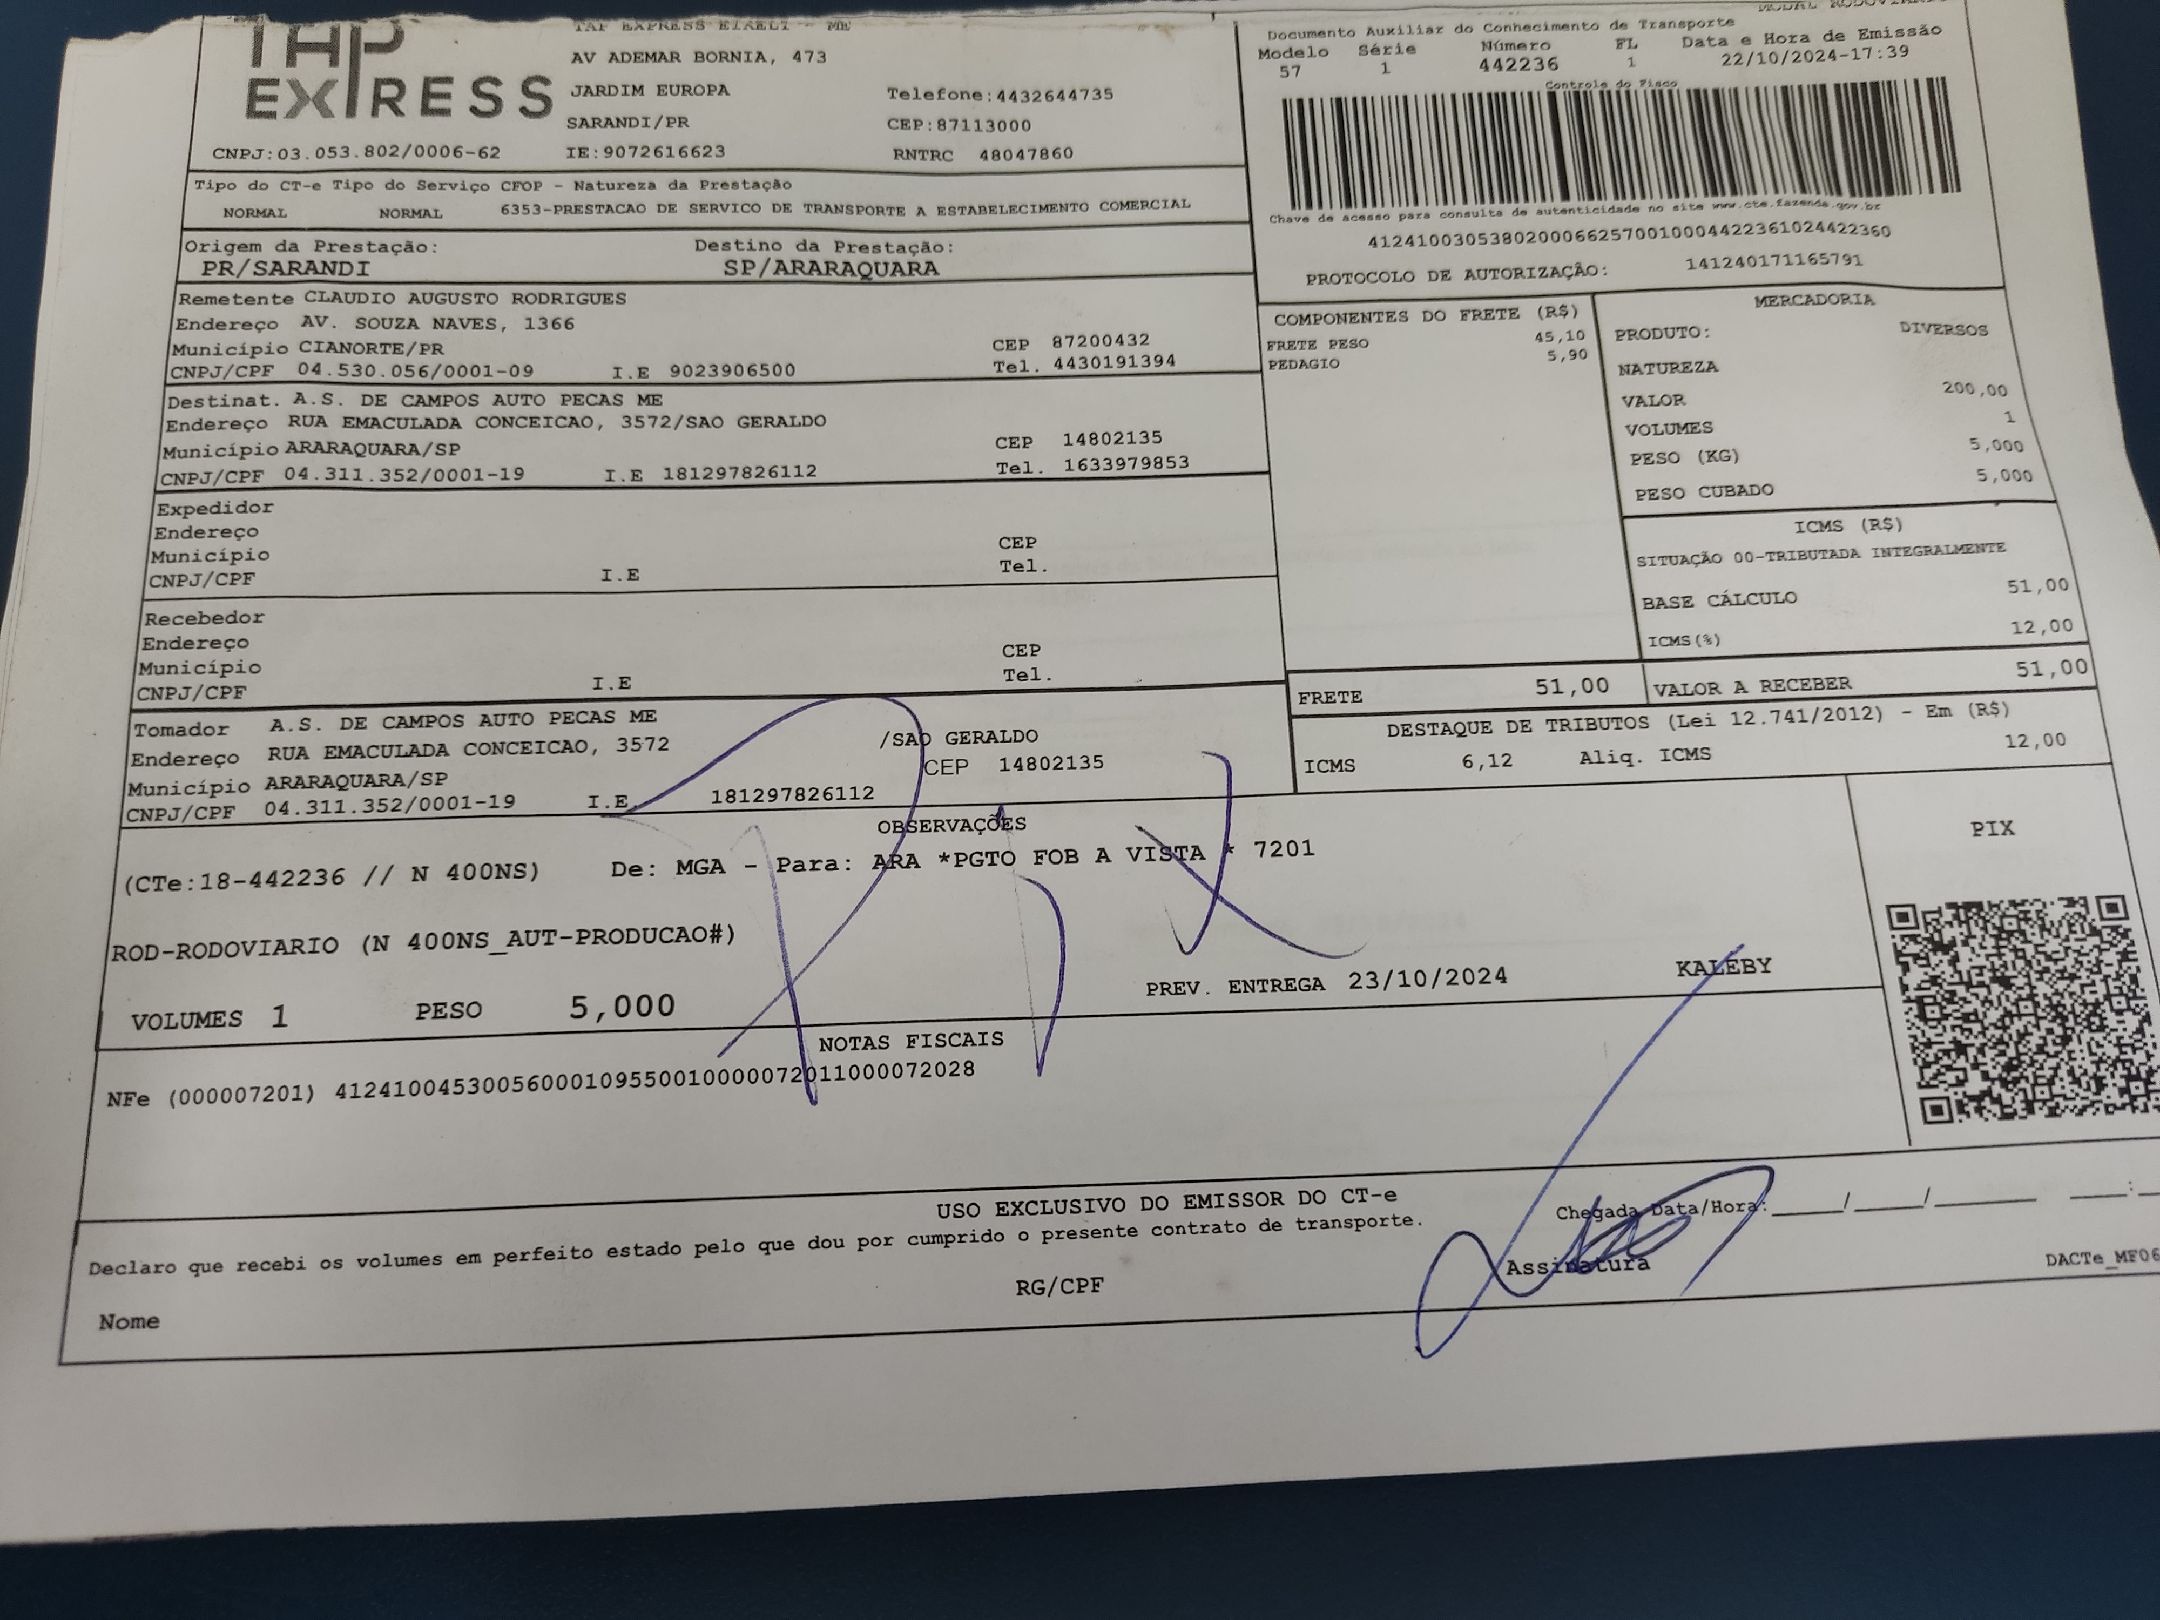 TAP EXPRESS EIRELI - ME
TAP
EXPRESS
AV ADEMAR BORNIA, 473
JARDIM EUROPA Telefone:4432644735
SARANDI/PR CEP:87113000
CNPJ:03.053.802/0006-62 IE:9072616623 RNTRC 48047860
MODAL RODOVIARIO
Documento Auxiliar do Conhecimento de Transporte
Modelo Série Número FL Data e Hora de Emissão
57 1 442236 1 22/10/2024-17:39
Controle do Fisco
Chave de acesso para consulta de autenticidade no site www.cte.fazenda.gov.br
41241003053802000662570010004422361024422360
PROTOCOLO DE AUTORIZAÇÃO: 141240171165791
Tipo do CT-e Tipo do Serviço CFOP - Natureza da Prestação
NORMAL NORMAL 6353-PRESTACAO DE SERVICO DE TRANSPORTE A ESTABELECIMENTO COMERCIAL
Origem da Prestação: Destino da Prestação:
PR/SARANDI SP/ARARAQUARA
Remetente CLAUDIO AUGUSTO RODRIGUES
Endereço AV. SOUZA NAVES, 1366
Município CIANORTE/PR CEP 87200432
CNPJ/CPF 04.530.056/0001-09 I.E 9023906500 Tel. 4430191394
Destinat. A.S. DE CAMPOS AUTO PECAS ME
Endereço RUA EMACULADA CONCEICAO, 3572/SAO GERALDO
Município ARARAQUARA/SP CEP 14802135
CNPJ/CPF 04.311.352/0001-19 I.E 181297826112 Tel. 1633979853
Expedidor
Endereço
Município CEP
CNPJ/CPF I.E Tel.
Recebedor
Endereço
Município CEP
CNPJ/CPF I.E Tel.
Tomador A.S. DE CAMPOS AUTO PECAS ME
Endereço RUA EMACULADA CONCEICAO, 3572 /SAO GERALDO
Município ARARAQUARA/SP CEP 14802135
CNPJ/CPF 04.311.352/0001-19 I.E 181297826112
COMPONENTES DO FRETE (R$)
FRETE PESO 45,10
PEDAGIO 5,90
MERCADORIA
PRODUTO: DIVERSOS
NATUREZA
VALOR 200,00
VOLUMES 1
PESO (KG) 5,000
PESO CUBADO 5,000
ICMS (R$)
SITUAÇÃO 00-TRIBUTADA INTEGRALMENTE
BASE CÁLCULO 51,00
ICMS(%) 12,00
FRETE 51,00 VALOR A RECEBER 51,00
DESTAQUE DE TRIBUTOS (Lei 12.741/2012) - Em (R$)
ICMS 6,12 Aliq. ICMS 12,00
OBSERVAÇÕES
(CTe:18-442236 // N 400NS) De: MGA - Para: ARA *PGTO FOB A VISTA * 7201
ROD-RODOVIARIO (N 400NS_AUT-PRODUCAO#)
PREV. ENTREGA 23/10/2024 KALEBY
VOLUMES 1 PESO 5,000
PIX
Pix
NOTAS FISCAIS
NFe (000007201) 41241004530056000109550010000072011000072028
USO EXCLUSIVO DO EMISSOR DO CT-e
Declaro que recebi os volumes em perfeito estado pelo que dou por cumprido o presente contrato de transporte.
Chegada Data/Hora:____/____/______ ____:
Nome RG/CPF Assinatura
DACTe_MF06